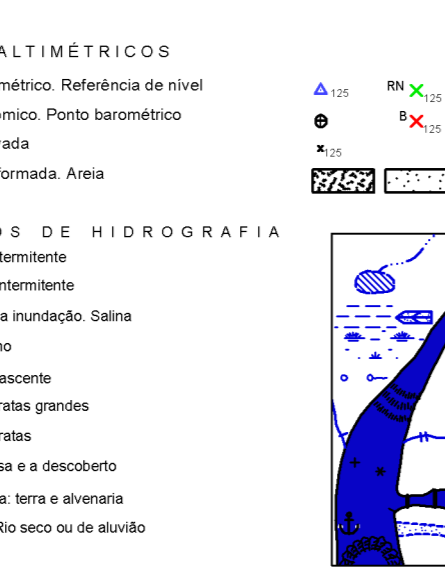 ALTIMÉTRICOS
métrico. Referência de nível
125 RN 125
ômico. Ponto barométrico
B 125
vada
125
formada. Areia
OS DE HIDROGRAFIA
termitente
ntermitente
a inundação. Salina
no
ascente
ratas grandes
ratas
sa e a descoberto
a: terra e alvenaria
Rio seco ou de aluvião